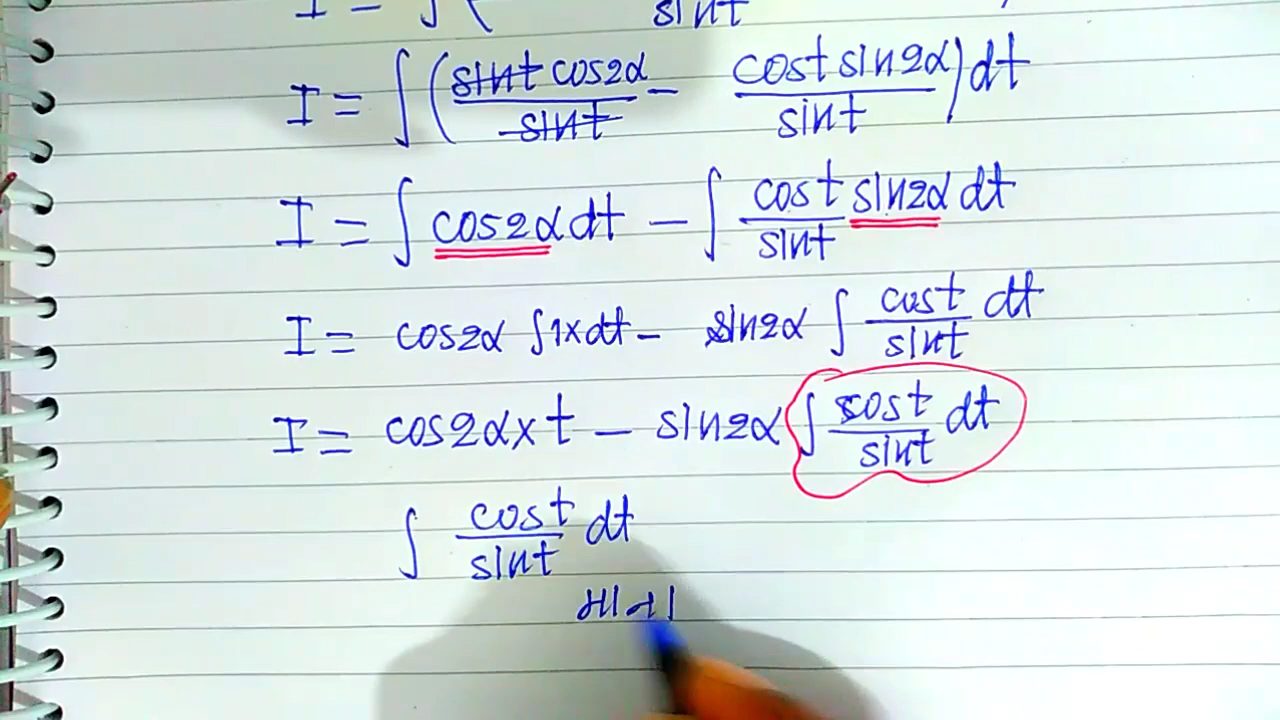 I = ∫( sint
I = ∫(sint cos2α/sint - cost sin2α/sint)dt
I = ∫cos2α dt - ∫cost/sint sin2α dt
I = cos2α ∫1×dt - sin2α ∫cost/sint dt
I = cos2α×t - sin2α ∫cost/sint dt
∫ cost/sint dt
माना